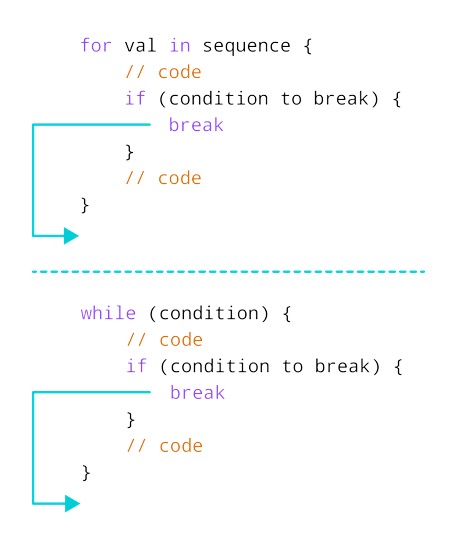 for val in sequence {
// code
if (condition to break) {
break
}
// code
}
while (condition) {
// code
if (condition to break) {
break
}
// code
}